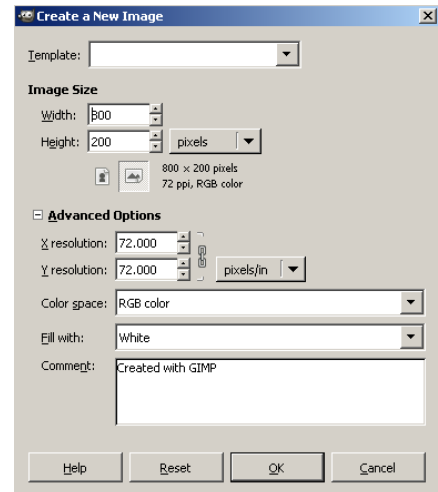 Create a New Image
Template:
Image Size
Width: 800
Height: 200 pixels
800 × 200 pixels
72 ppi, RGB color
Advanced Options
X resolution: 72.000
Y resolution: 72.000 pixels/in
Color space: RGB color
Fill with: White
Comment: Created with GIMP
Help Reset OK Cancel